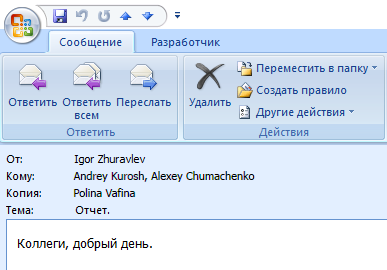 Сообщение Разработчик
Ответить Ответить всем Переслать Удалить Переместить в папку
Создать правило
Другие действия
Ответить Действия
От: Igor Zhuravlev
Кому: Andrey Kurosh, Alexey Chumachenko
Копия: Polina Vafina
Тема: Отчет.
Коллеги, добрый день.